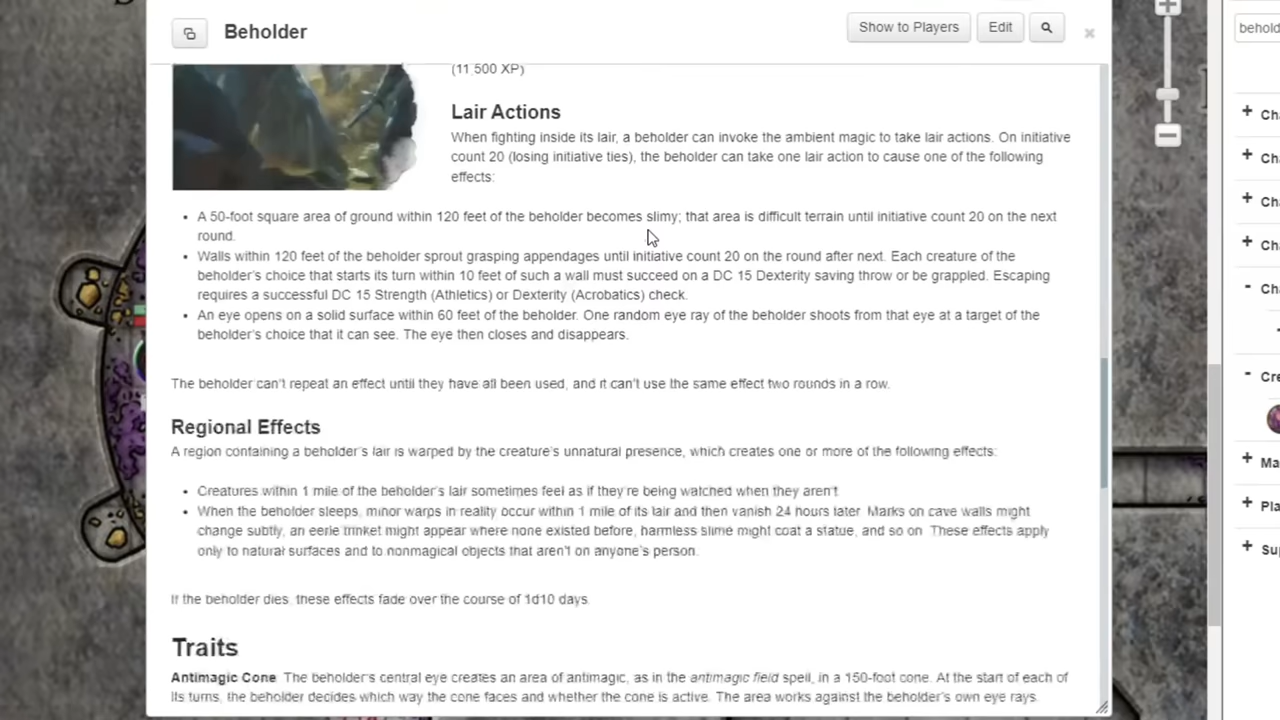 Beholder
Show to Players
Edit
behold
(11,500 XP)
Lair Actions
When fighting inside its lair, a beholder can invoke the ambient magic to take lair actions. On initiative
count 20 (losing initiative ties), the beholder can take one lair action to cause one of the following
effects:
• A 50-foot square area of ground within 120 feet of the beholder becomes slimy; that area is difficult terrain until initiative count 20 on the next
round.
• Walls within 120 feet of the beholder sprout grasping appendages until initiative count 20 on the round after next. Each creature of the
beholder's choice that starts its turn within 10 feet of such a wall must succeed on a DC 15 Dexterity saving throw or be grappled. Escaping
requires a successful DC 15 Strength (Athletics) or Dexterity (Acrobatics) check.
• An eye opens on a solid surface within 60 feet of the beholder. One random eye ray of the beholder shoots from that eye at a target of the
beholder's choice that it can see. The eye then closes and disappears.
The beholder can't repeat an effect until they have all been used, and it can't use the same effect two rounds in a row.
Regional Effects
A region containing a beholder's lair is warped by the creature's unnatural presence, which creates one or more of the following effects:
• Creatures within 1 mile of the beholder's lair sometimes feel as if they're being watched when they aren't.
• When the beholder sleeps, minor warps in reality occur within 1 mile of its lair and then vanish 24 hours later. Marks on cave walls might
change subtly, an eerie trinket might appear where none existed before, harmless slime might coat a statue, and so on. These effects apply
only to natural surfaces and to nonmagical objects that aren't on anyone's person.
If the beholder dies, these effects fade over the course of 1d10 days.
Traits
Antimagic Cone. The beholder's central eye creates an area of antimagic, as in the antimagic field spell, in a 150-foot cone. At the start of each of
its turns, the beholder decides which way the cone faces and whether the cone is active. The area works against the beholder's own eye rays.
+ Cha
+ Cha
+ Cha
+ Cha
- Cha
- Cre
+ Ma
+ Pla
+ Sup